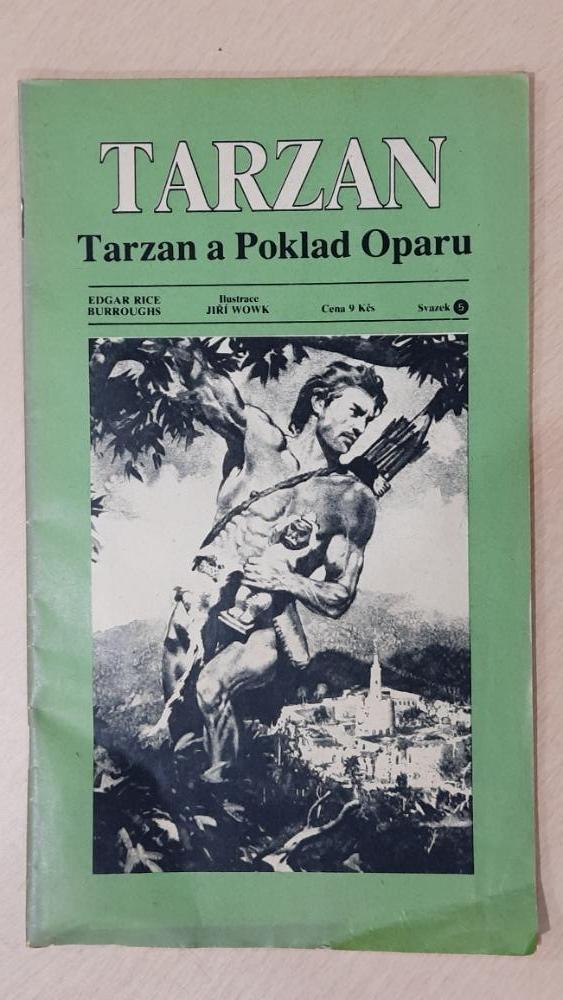 TARZAN
Tarzan a Poklad Oparu
EDGAR RICE
BURROUGHS
Ilustrace
JIŘÍ WOWK
Cena 9 Kčs
Svazek 5